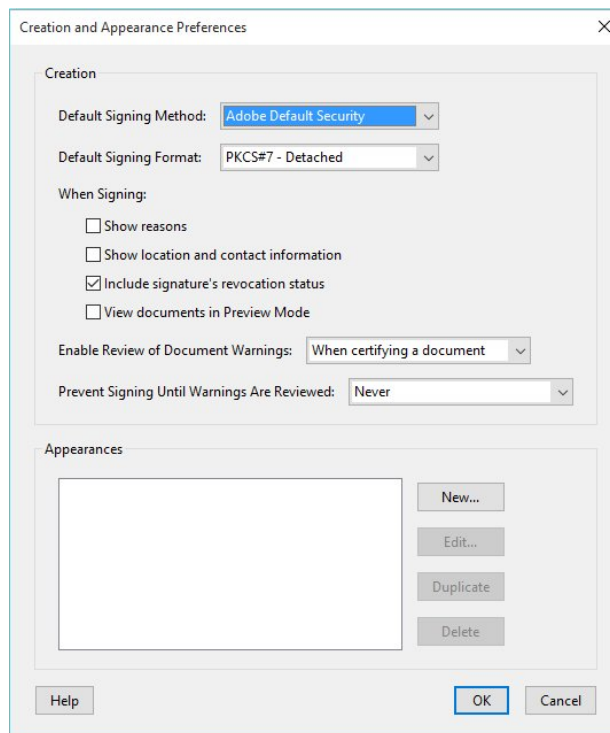 Creation and Appearance Preferences
Creation
Default Signing Method: Adobe Default Security
Default Signing Format: PKCS#7 - Detached
When Signing:
Show reasons
Show location and contact information
Include signature's revocation status
View documents in Preview Mode
Enable Review of Document Warnings: When certifying a document
Prevent Signing Until Warnings Are Reviewed: Never
Appearances
New...
Edit...
Duplicate
Delete
Help OK Cancel